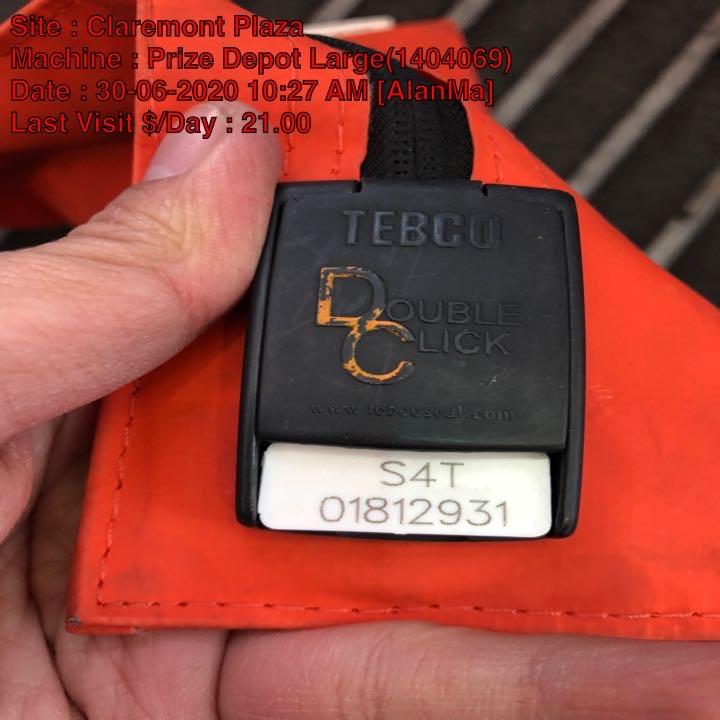 Site : Claremont Plaza
Machine : Prize Depot Large(1404069)
Date : 30-06-2020 10:27 AM [AlanMa]
Last Visit $/Day : 21.00
TEBCO
DOUBLE
CLICK
www.tebcoseal.com
S4T
01812931